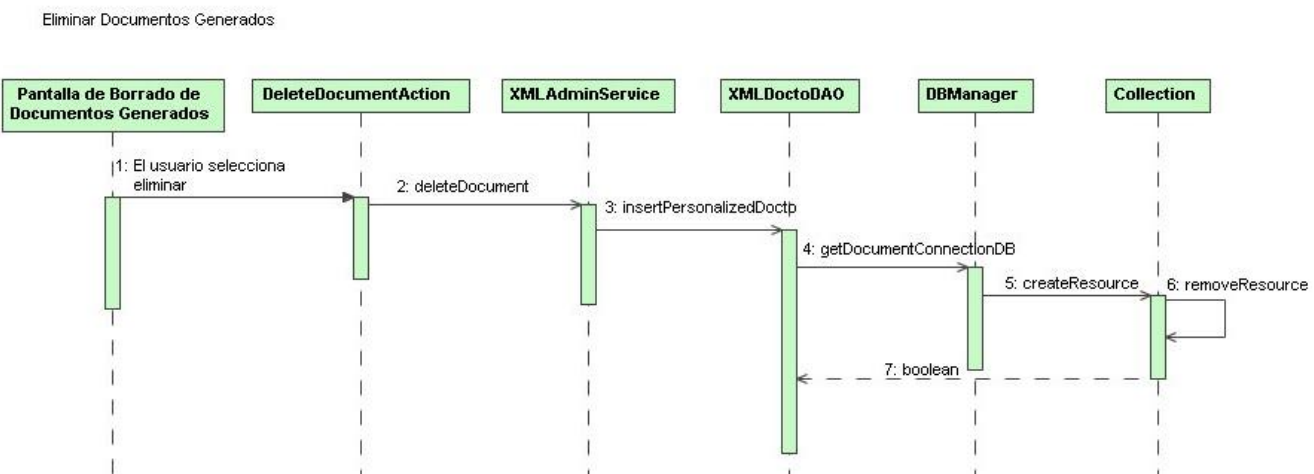 Eliminar Documentos Generados
Pantalla de Borrado de
Documentos Generados
DeleteDocumentAction
XMLAdminService
XMLDoctoDAO
DBManager
Collection
1: El usuario selecciona
eliminar
2: deleteDocument
3: insertPersonalizedDoctp
4: getDocumentConnectionDB
5: createResource
6: removeResource
7: boolean